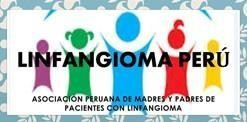 LINFANGIOMA PERÚ
ASOCIACIÓN PERUANA DE MADRES Y PADRES DE
PACIENTES CON LINFANGIOMA